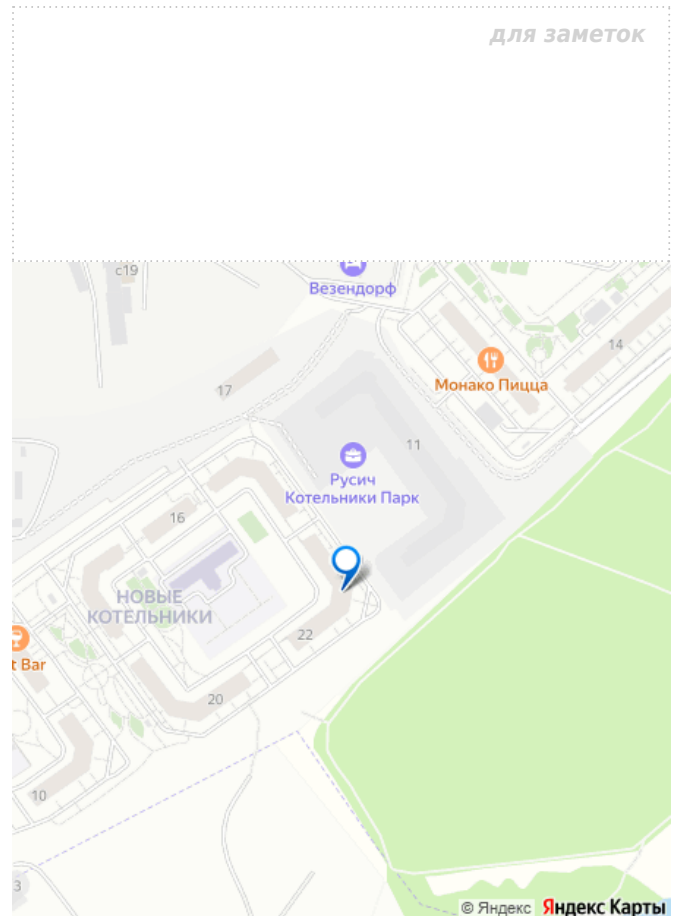 для заметок
с19
Везендорф
14
Монако Пицца
17
11
Русич
Котельники Парк
16
НОВЫЕ
КОТЕЛЬНИКИ
22
t Bar
20
10
3
© Яндекс Яндекс Карты